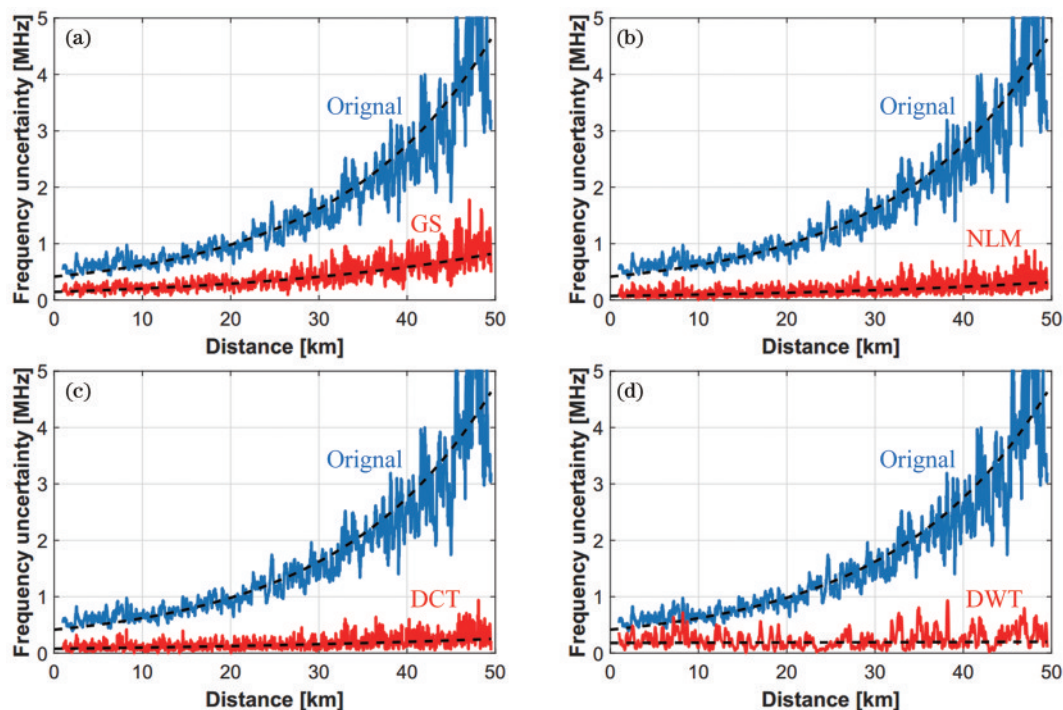 (a)
Frequency uncertainty [MHz]
5
4
3
2
1
0
Orignal
GS
0 10 20 30 40 50
Distance [km]
(b)
Frequency uncertainty [MHz]
5
4
3
2
1
0
Orignal
NLM
0 10 20 30 40 50
Distance [km]
(c)
Frequency uncertainty [MHz]
5
4
3
2
1
0
Orignal
DCT
0 10 20 30 40 50
Distance [km]
(d)
Frequency uncertainty [MHz]
5
4
3
2
1
0
Orignal
DWT
0 10 20 30 40 50
Distance [km]